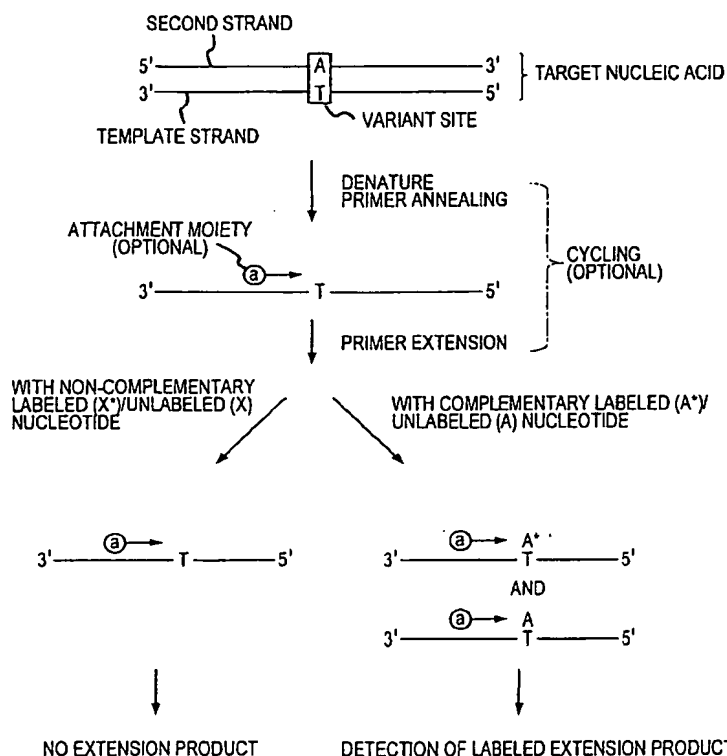 SECOND STRAND
5' A 3'
3' T 5'
TARGET NUCLEIC ACID
TEMPLATE STRAND
VARIANT SITE
DENATURE
PRIMER ANNEALING
ATTACHMENT MOIETY
(OPTIONAL)
a
3' T 5'
CYCLING
(OPTIONAL)
PRIMER EXTENSION
WITH NON-COMPLEMENTARY
LABELED (X*)/UNLABELED (X)
NUCLEOTIDE
WITH COMPLEMENTARY LABELED (A*)/
UNLABELED (A) NUCLEOTIDE
a
3' T 5'
a A*
3' T 5'
AND
a A
3' T 5'
NO EXTENSION PRODUCT
DETECTION OF LABELED EXTENSION PRODUCT